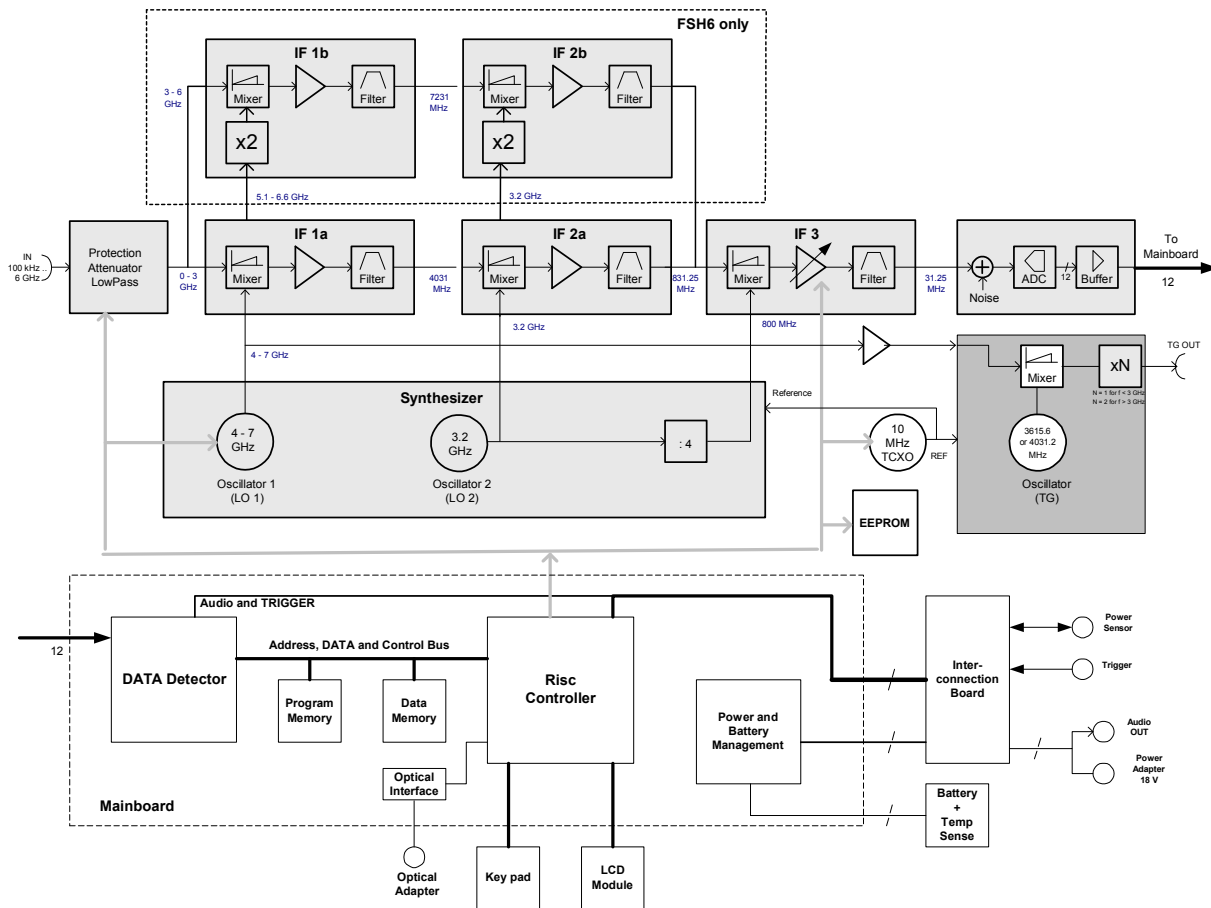 FSH6 only
IF 1b
IF 2b
3 - 6
GHz
Mixer
Filter
7231
MHz
Mixer
Filter
x2
x2
5.1 - 6.6 GHz
3.2 GHz
IF 1a
IF 2a
IF 3
To
Mainboard
12
IN
100 kHz ..
6 GHz
Protection
Attenuator
LowPass
0 - 3
GHz
Mixer
Filter
4031
MHz
Mixer
Filter
831.25
MHz
Mixer
Filter
31.25
MHz
Noise
ADC
12
Buffer
3.2 GHz
800 MHz
4 - 7 GHz
TG OUT
Mixer
xN
N = 1 for f < 3 GHz
N = 2 for f > 3 GHz
Synthesizer
Reference
4 - 7
GHz
3.2
GHz
: 4
10
MHz
TCXO
REF
3615.6
or 4031.2
MHz
Oscillator 1
(LO 1)
Oscillator 2
(LO 2)
Oscillator
(TG)
EEPROM
Audio and TRIGGER
12
Address, DATA and Control Bus
DATA Detector
Program
Memory
Data
Memory
Risc
Controller
Power and
Battery
Management
Inter-
connection
Board
Power
Sensor
Trigger
Audio
OUT
Power
Adapter
18 V
Optical
Interface
Mainboard
Battery
+
Temp
Sense
Optical
Adapter
Key pad
LCD
Module